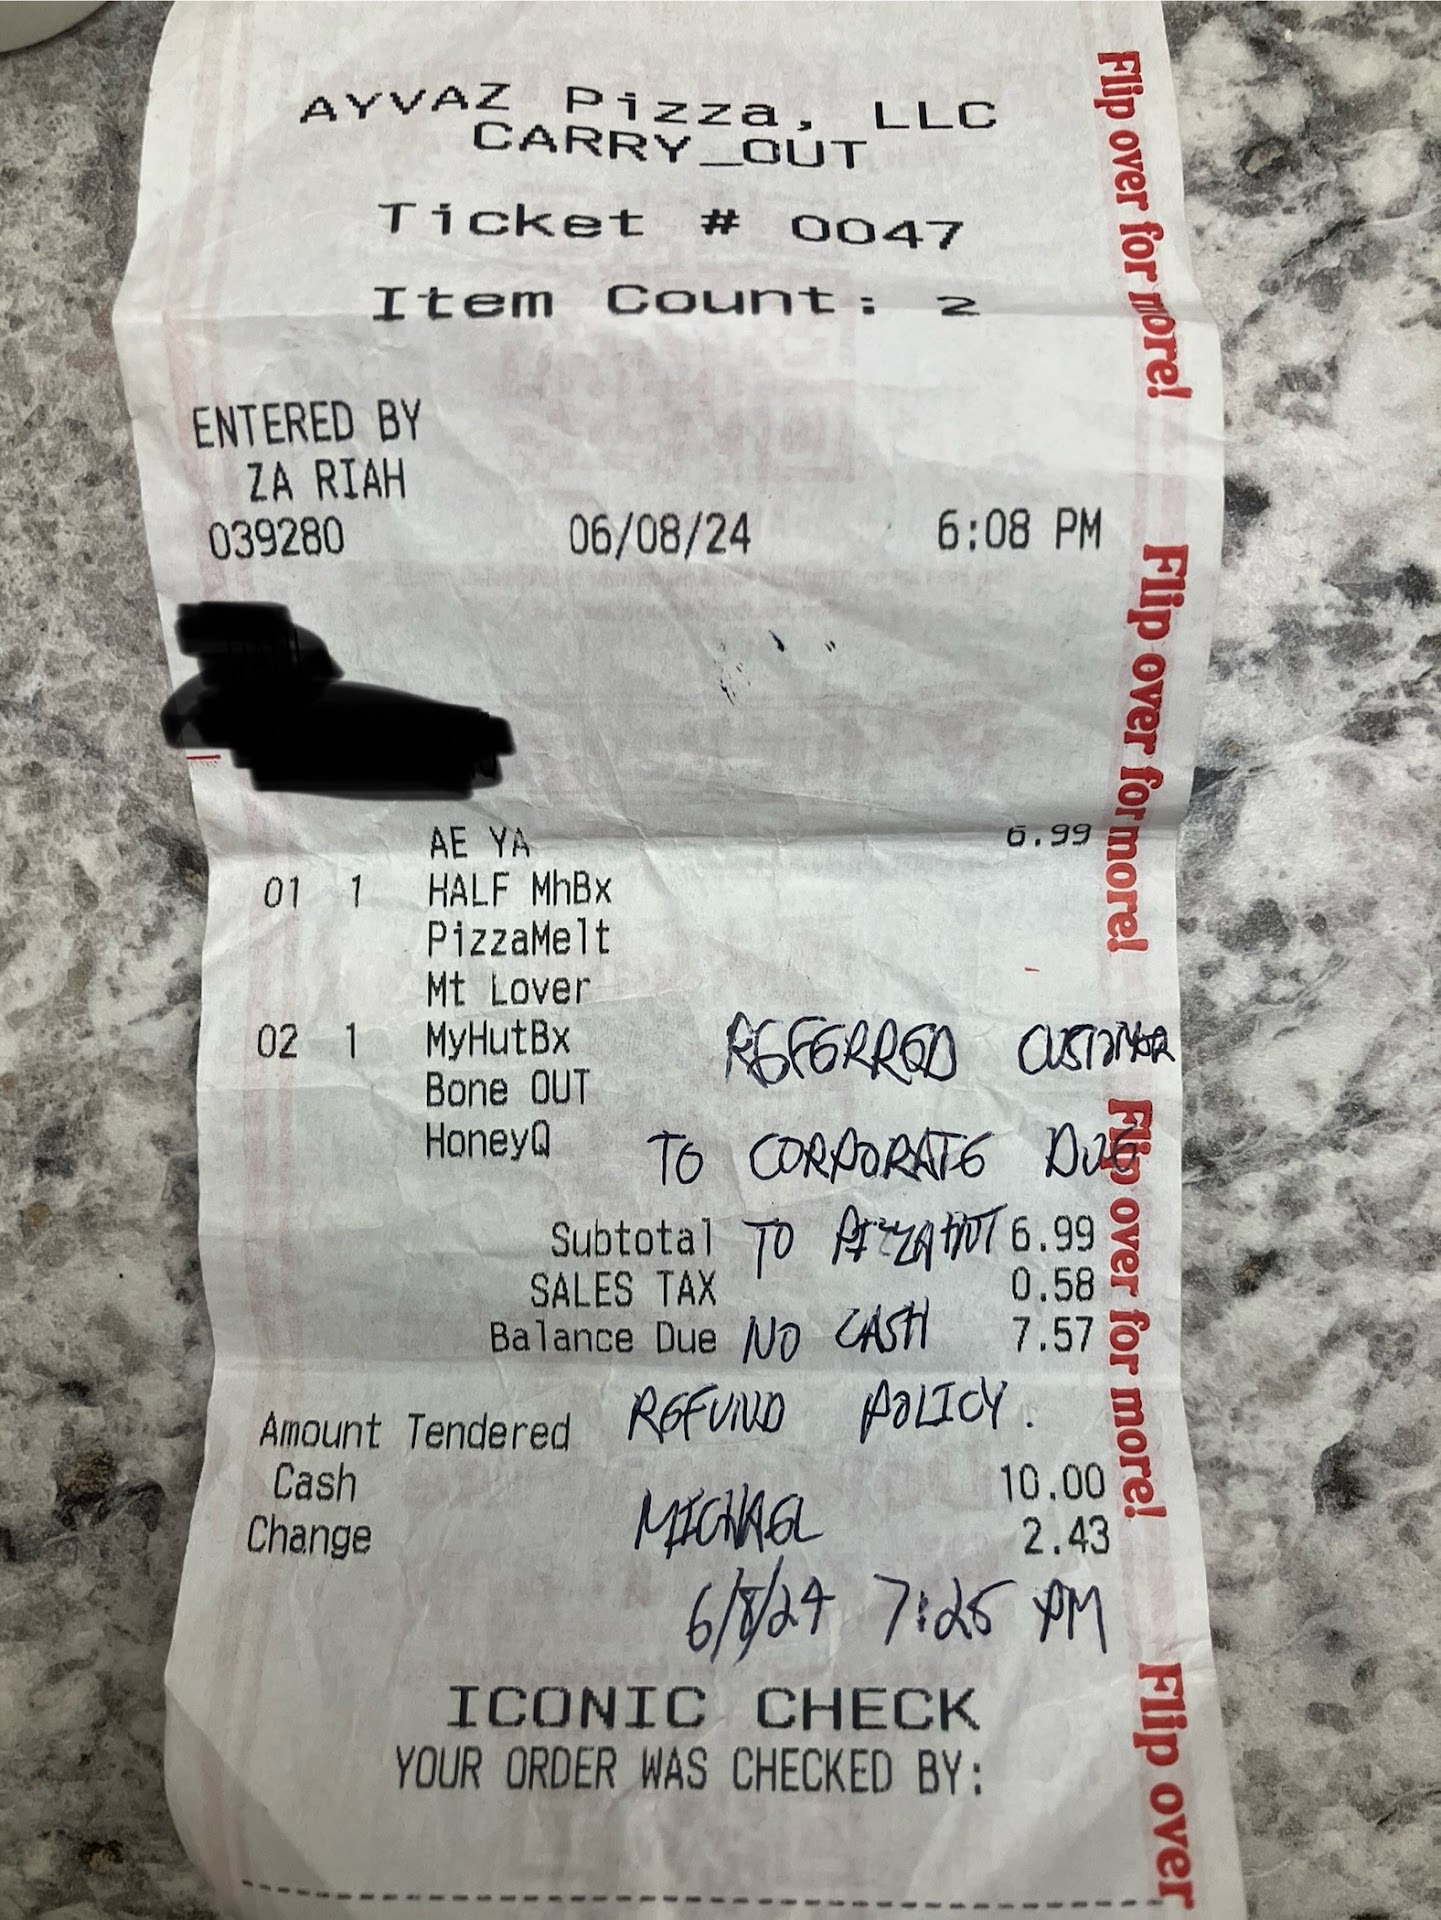 AYVAZ Pizza, LLC
CARRY_OUT
Ticket # 0047
Item Count: 2
ENTERED BY
ZA RIAH
039280 06/08/24 6:08 PM
AE YA 6.99
01 1 HALF MhBx
PizzaMelt
Mt Lover
02 1 MyHutBx
Bone OUT
HoneyQ
REFERRED CUSTOMER
TO CORPORATE DUE
TO PIZZA HUT
NO CASH
REFUND POLICY.
MICHAEL
6/8/24 7:25 PM
Subtotal 6.99
SALES TAX 0.58
Balance Due 7.57
Amount Tendered
Cash 10.00
Change 2.43
ICONIC CHECK
YOUR ORDER WAS CHECKED BY:
Flip over for more!
Flip over for more!
Flip over for more!
Flip over